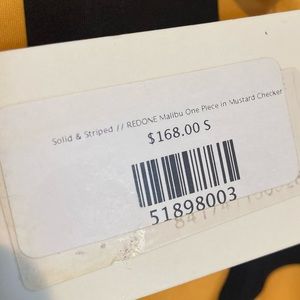 Solid & Striped // REDONE Malibu One Piece in Mustard Checker
$168.00 S
51898003